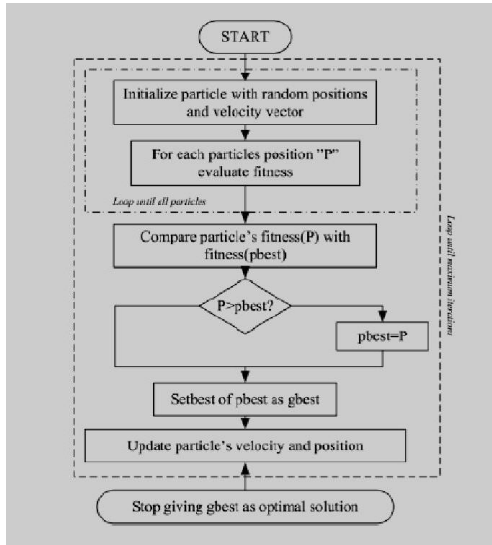 START
Initialize particle with random positions
and velocity vector
For each particles position "P"
evaluate fitness
Loop until all particles
Compare particle's fitness(P) with
fitness(pbest)
Loop until maximum iterations
P>pbest?
pbest=P
Setbest of pbest as gbest
Update particle's velocity and position
Stop giving gbest as optimal solution